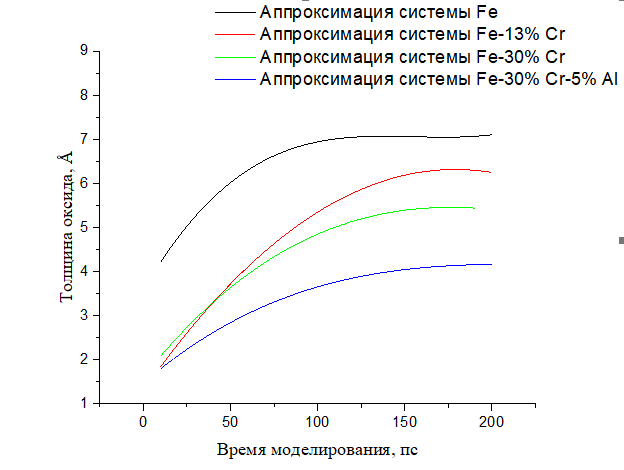 Аппроксимация системы Fe
Аппроксимация системы Fe-13% Cr
Аппроксимация системы Fe-30% Cr
Аппроксимация системы Fe-30% Cr-5% Al
9
8
7
6
5
4
3
2
1
Толщина оксида, Å
0 50 100 150 200
Время моделирования, пс